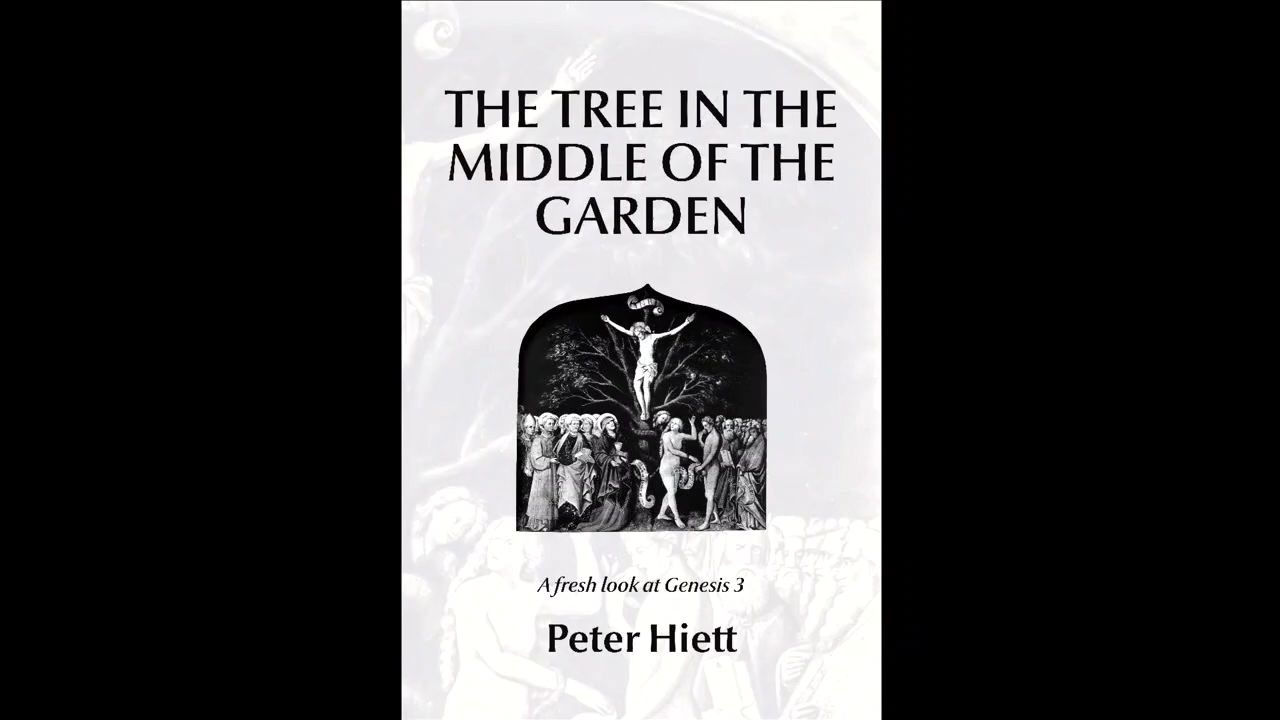 THE TREE IN THE
MIDDLE OF THE
GARDEN
A fresh look at Genesis 3
Peter Hiett